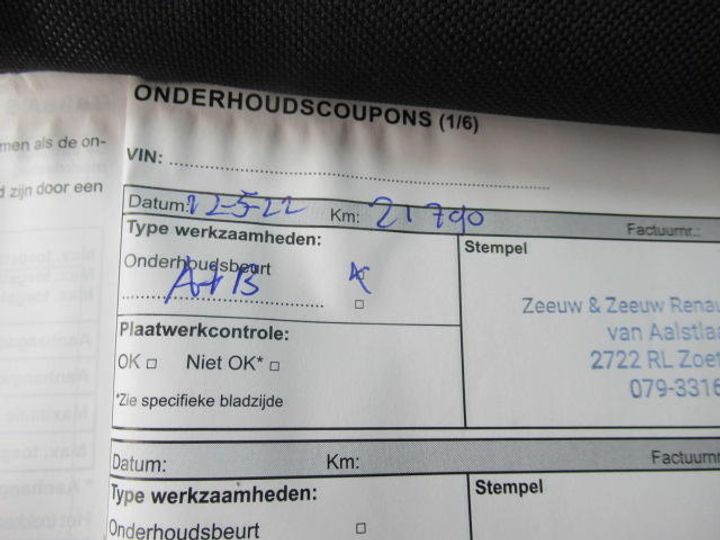 ONDERHOUDSCOUPONS (1/6)
men als de on-
VIN:
d zijn door een
Datum: 12-5-22 Km: 21790 Factuurnr.:
Type werkzaamheden: Stempel
Onderhoudsbeurt
A+B
Zeeuw & Zeeuw Renau
van Aalstlaa
Plaatwerkcontrole:
2722 RL Zoet
OK Niet OK*
079-3316
*Zie specifieke bladzijde
Datum: Km: Factuurn
Type werkzaamheden: Stempel
Onderhoudsbeurt